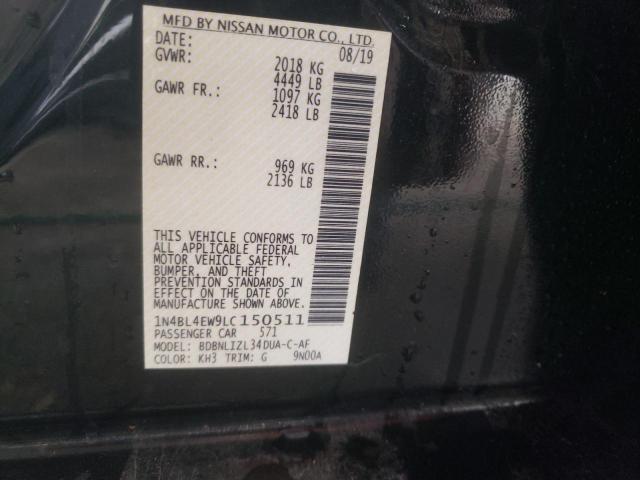 MFD BY NISSAN MOTOR CO., LTD.
DATE: 08/19
GVWR: 2018 KG
4449 LB
GAWR FR.: 1097 KG
2418 LB
GAWR RR.: 969 KG
2136 LB
THIS VEHICLE CONFORMS TO
ALL APPLICABLE FEDERAL
MOTOR VEHICLE SAFETY,
BUMPER, AND THEFT
PREVENTION STANDARDS IN
EFFECT ON THE DATE OF
MANUFACTURE SHOWN ABOVE.
1N4BL4EW9LC150511
PASSENGER CAR 571
MODEL: BDBNLIZL34DUA-C-AF
COLOR: KH3 TRIM: G 9N00A